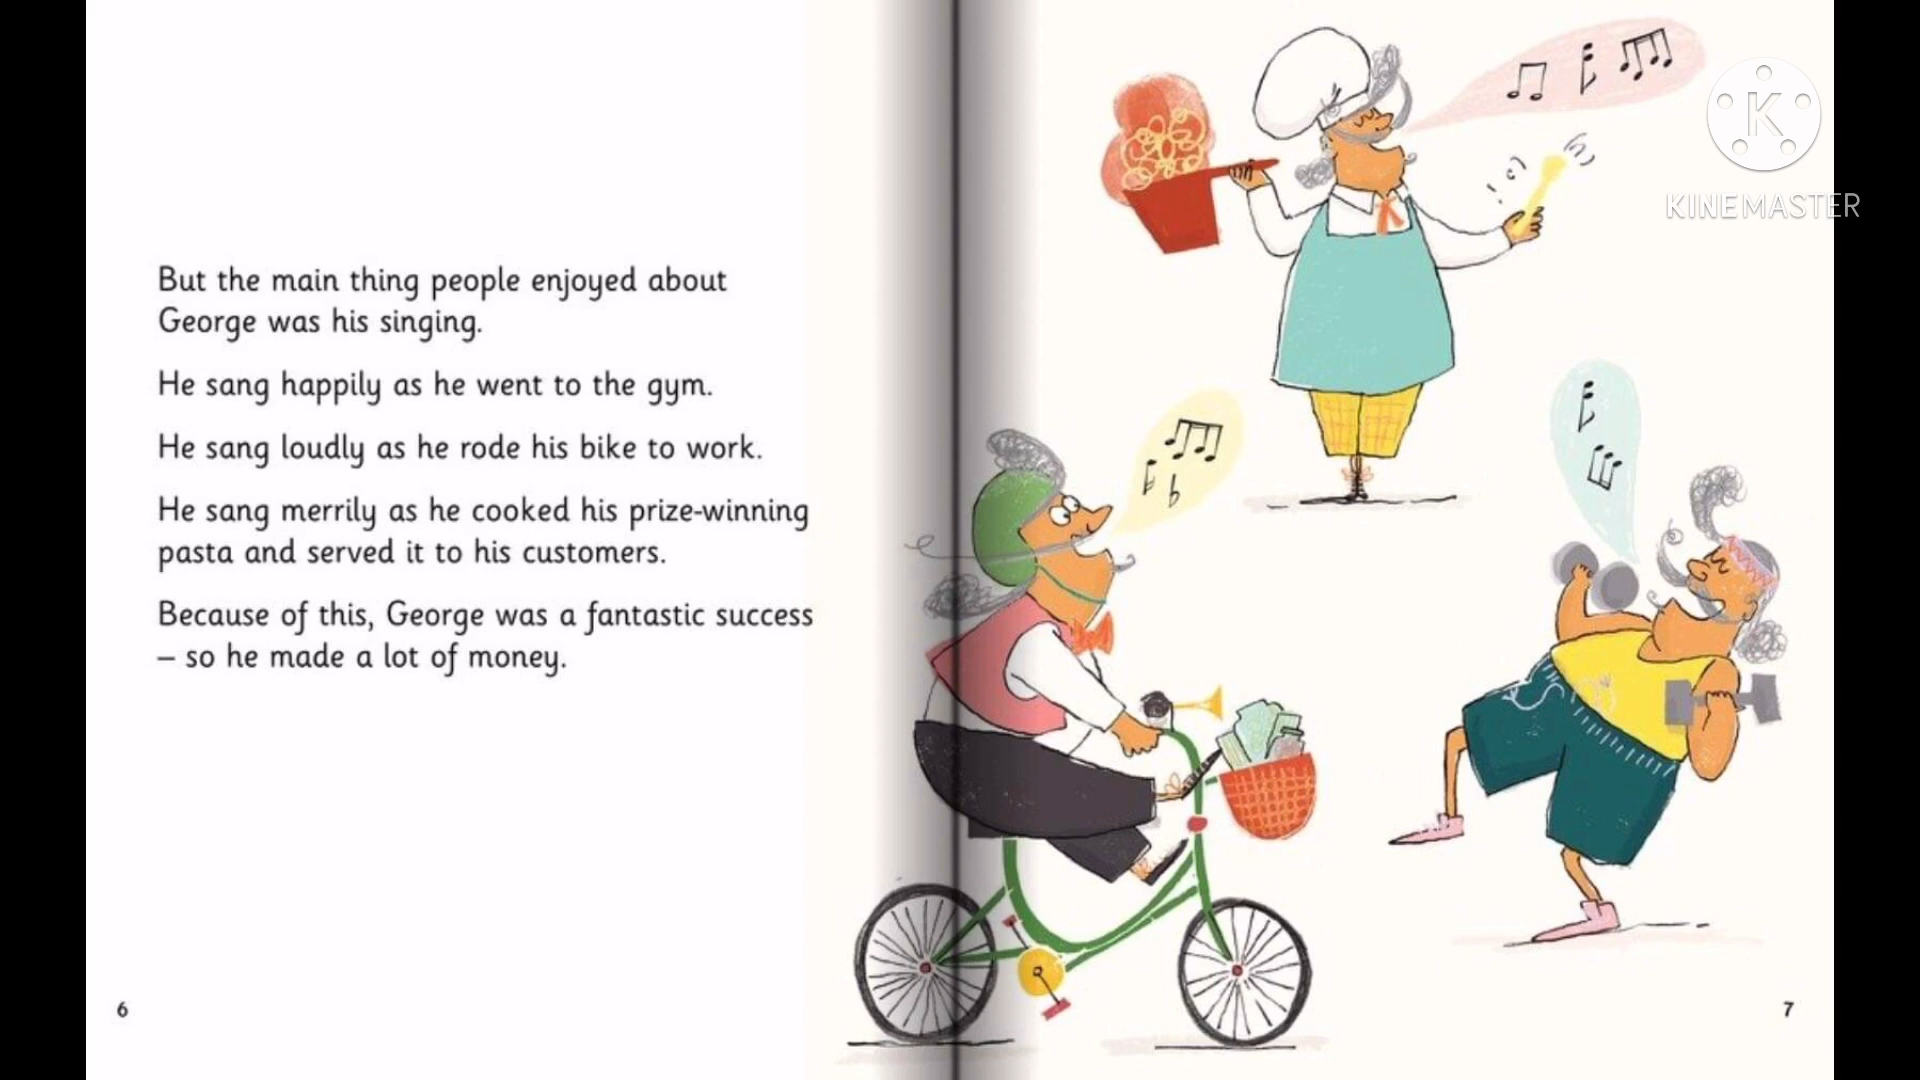 But the main thing people enjoyed about
George was his singing.
He sang happily as he went to the gym.
He sang loudly as he rode his bike to work.
He sang merrily as he cooked his prize-winning
pasta and served it to his customers.
Because of this, George was a fantastic success
– so he made a lot of money.
6
7
K
KINEMASTER